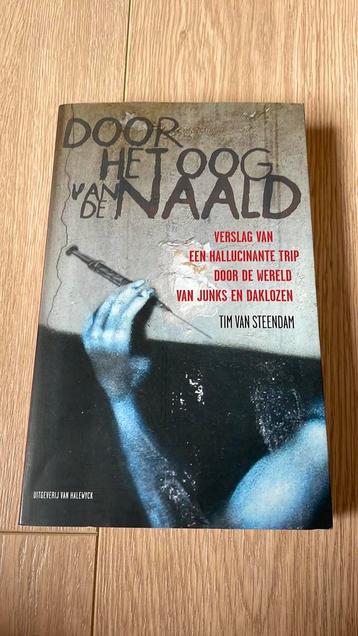 DOOR
HET OOG
VAN DE NAALD
VERSLAG VAN
EEN HALLUCINANTE TRIP
DOOR DE WERELD
VAN JUNKS EN DAKLOZEN
TIM VAN STEENDAM
UITGEVERIJ VAN HALEWYCK